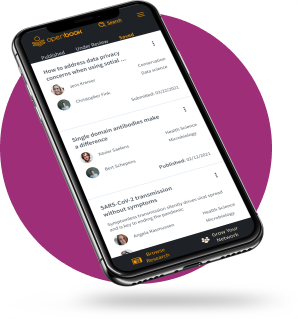 openbook
Search
Published
Under Review
Saved
How to address data privacy
concerns when using social ...
Jens Kremer
Conservation
Data science
Christopher Fink
Submitted: 02/22/2021
Single domain antibodies make
a difference
Xavier Saelens
Health Science
Microbiology
Bert Schepens
Published: 02/12/2021
SARS-CoV-2 transmission
without symptoms
Symptomless transmission silently drives viral spread
and is key to ending the pandemic
Angela Rasmussen
Health Science
Microbiology
Browse
Research
Grow Your
Network